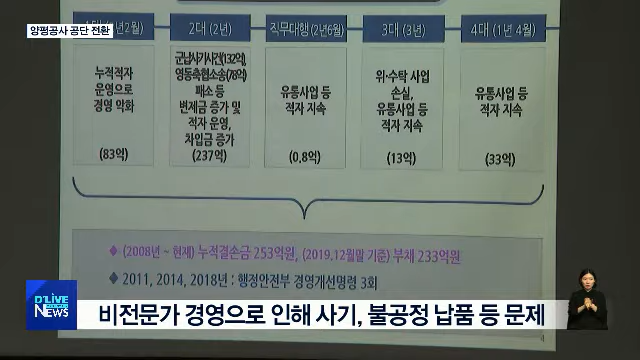 양평공사 공단 전환
2대 (2년)
직무대행 (2년6월)
3대 (3년)
4대 (1년 4월)
누적적자
운영으로
경영 악화
(83억)
군납사기사건(132억),
영동축협소송(78억)
패소 등
변제금 증가 및
적자 운영,
차입금 증가
(237억)
유통사업 등
적자 지속
(0.8억)
위·수탁 사업
손실,
유통사업 등
적자 지속
(13억)
유통사업 등
적자 지속
(33억)
◆ (2008년 ~ 현재) 누적결손금 253억원, (2019.12월말 기준) 부채 233억원
◆ 2011, 2014, 2018년 : 행정안전부 경영개선명령 3회
D'LIVE
NEWS
비전문가 경영으로 인해 사기, 불공정 납품 등 문제